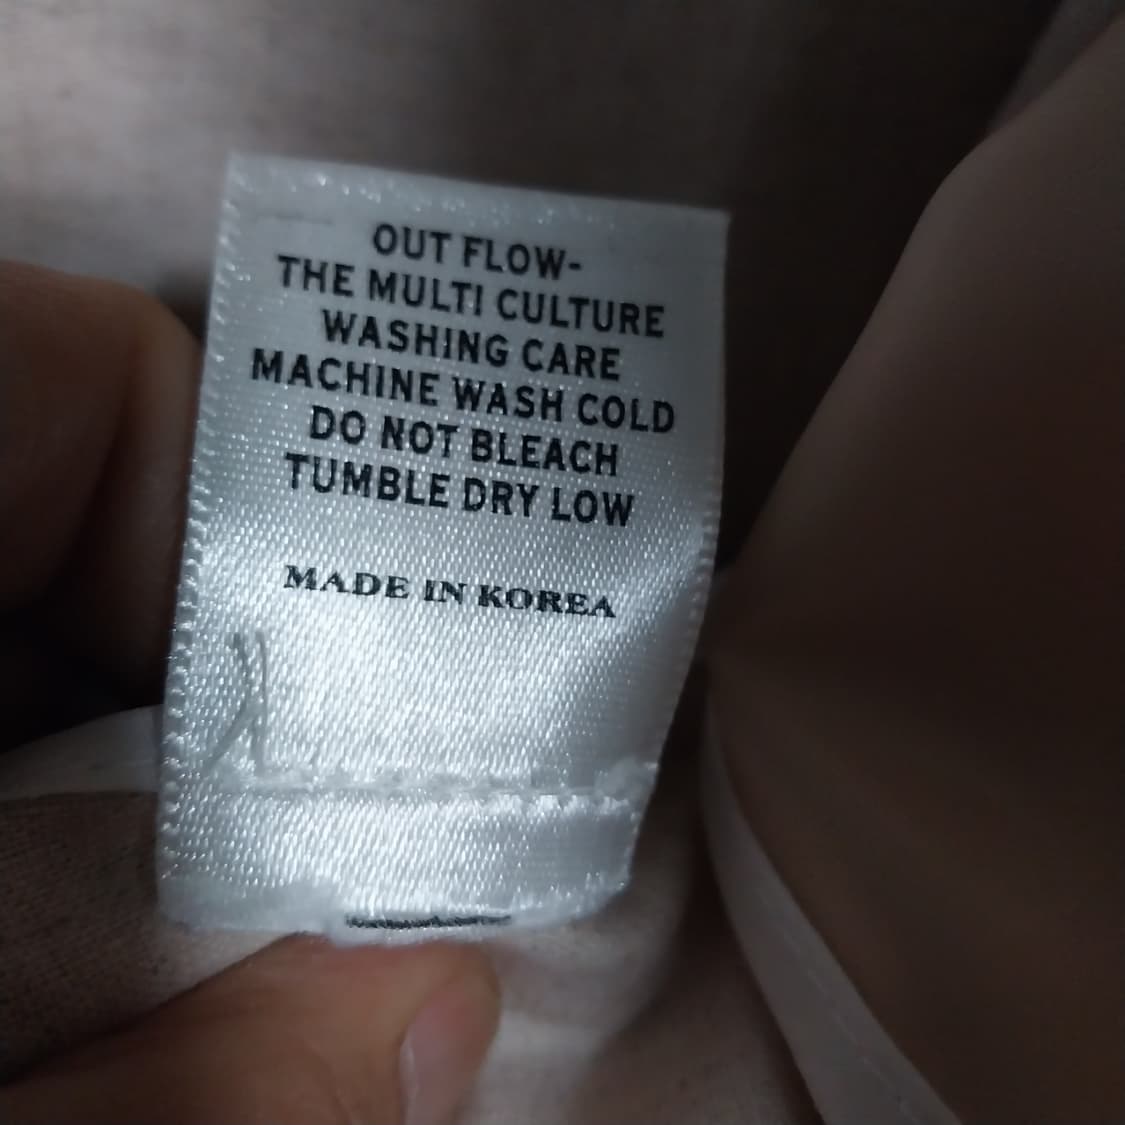 OUT FLOW-
THE MULTI CULTURE
WASHING CARE
MACHINE WASH COLD
DO NOT BLEACH
TUMBLE DRY LOW
MADE IN KOREA